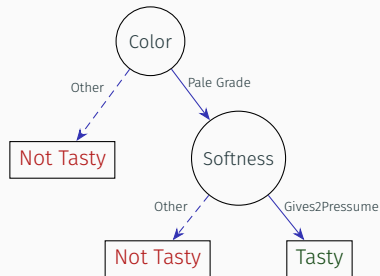 Color
Other
Pale Grade
Not Tasty
Softness
Other
Gives2Pressume
Not Tasty
Tasty